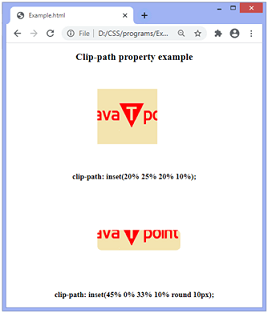 Example.html
File
D:/CSS/programs/Ex...
Clip-path property example
ava T po
clip-path: inset(20% 25% 20% 10%);
ava T point
clip-path: inset(45% 0% 33% 10% round 10px);